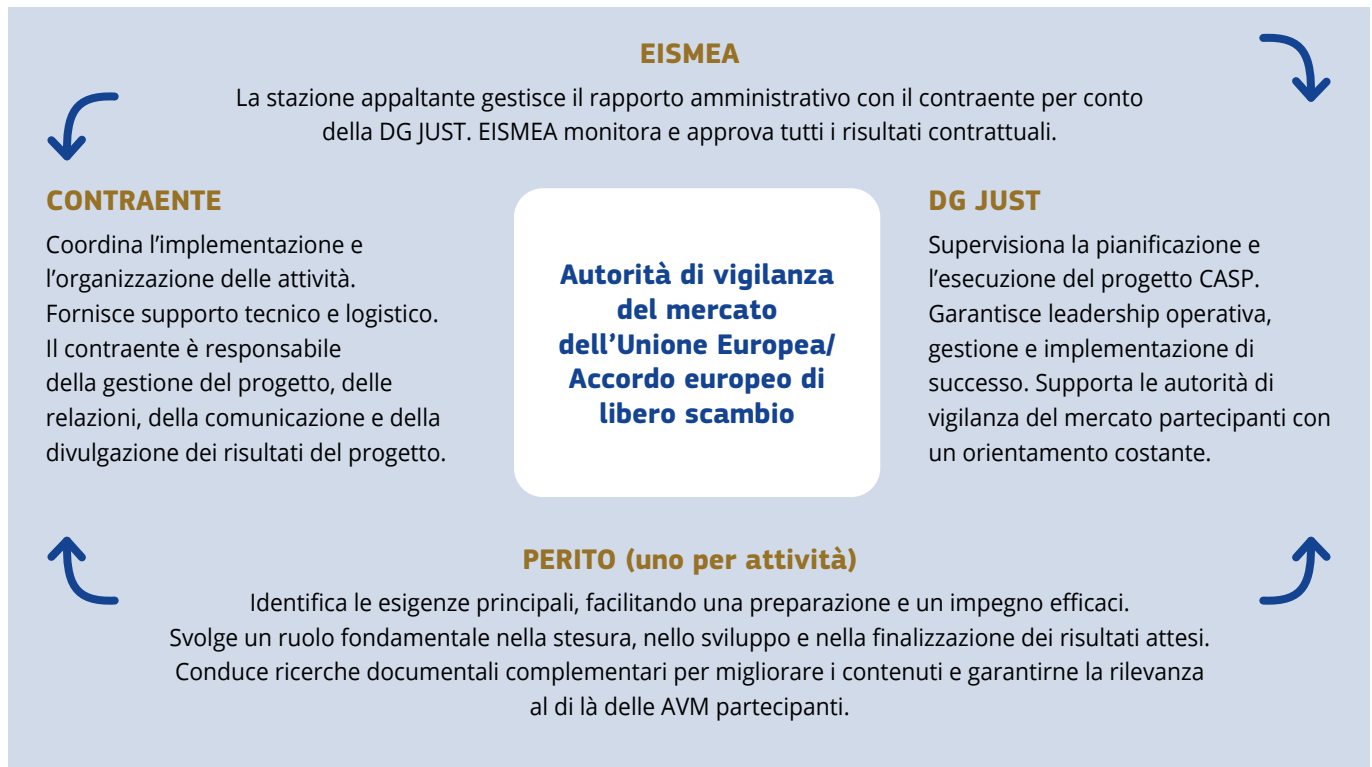 EISMEA
La stazione appaltante gestisce il rapporto amministrativo con il contraente per conto
della DG JUST. EISMEA monitora e approva tutti i risultati contrattuali.
CONTRAENTE
Coordina l’implementazione e
l’organizzazione delle attività.
Fornisce supporto tecnico e logistico.
Il contraente è responsabile
della gestione del progetto, delle
relazioni, della comunicazione e della
divulgazione dei risultati del progetto.
Autorità di vigilanza
del mercato
dell’Unione Europea/
Accordo europeo di
libero scambio
DG JUST
Supervisiona la pianificazione e
l’esecuzione del progetto CASP.
Garantisce leadership operativa,
gestione e implementazione di
successo. Supporta le autorità di
vigilanza del mercato partecipanti con
un orientamento costante.
PERITO (uno per attività)
Identifica le esigenze principali, facilitando una preparazione e un impegno efficaci.
Svolge un ruolo fondamentale nella stesura, nello sviluppo e nella finalizzazione dei risultati attesi.
Conduce ricerche documentali complementari per migliorare i contenuti e garantirne la rilevanza
al di là delle AVM partecipanti.